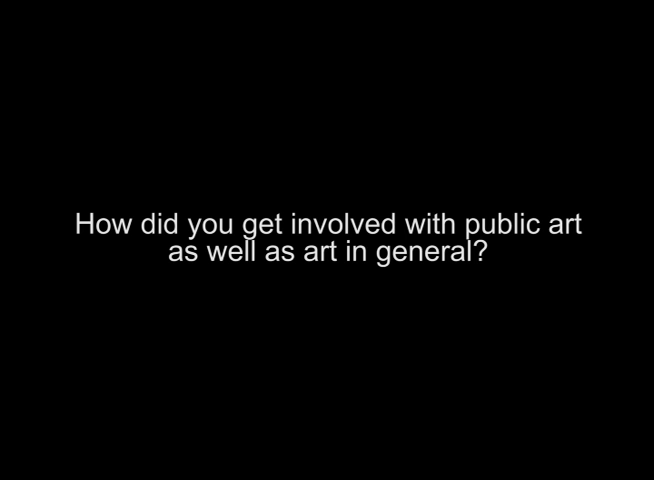 How did you get involved with public art
as well as art in general?